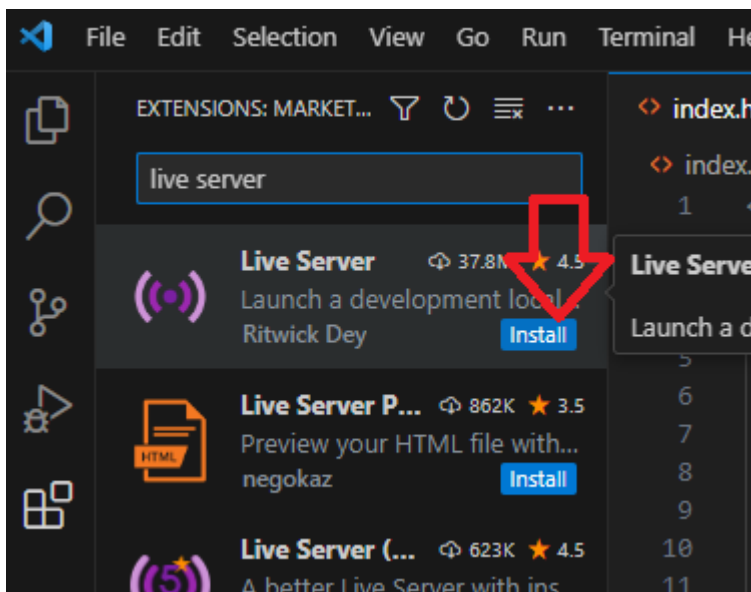 File Edit Selection View Go Run Terminal He
EXTENSIONS: MARKET... ...
index.h
live server
index.
1
Live Server 37.8M 4.5
Launch a development local...
Ritwick Dey Install
Live Serve
Launch a d
5
Live Server P... 862K 3.5
Preview your HTML file with...
negokaz Install
HTML
6
7
8
9
Live Server (... 623K 4.5
A better Live Server with ins
5
10
11